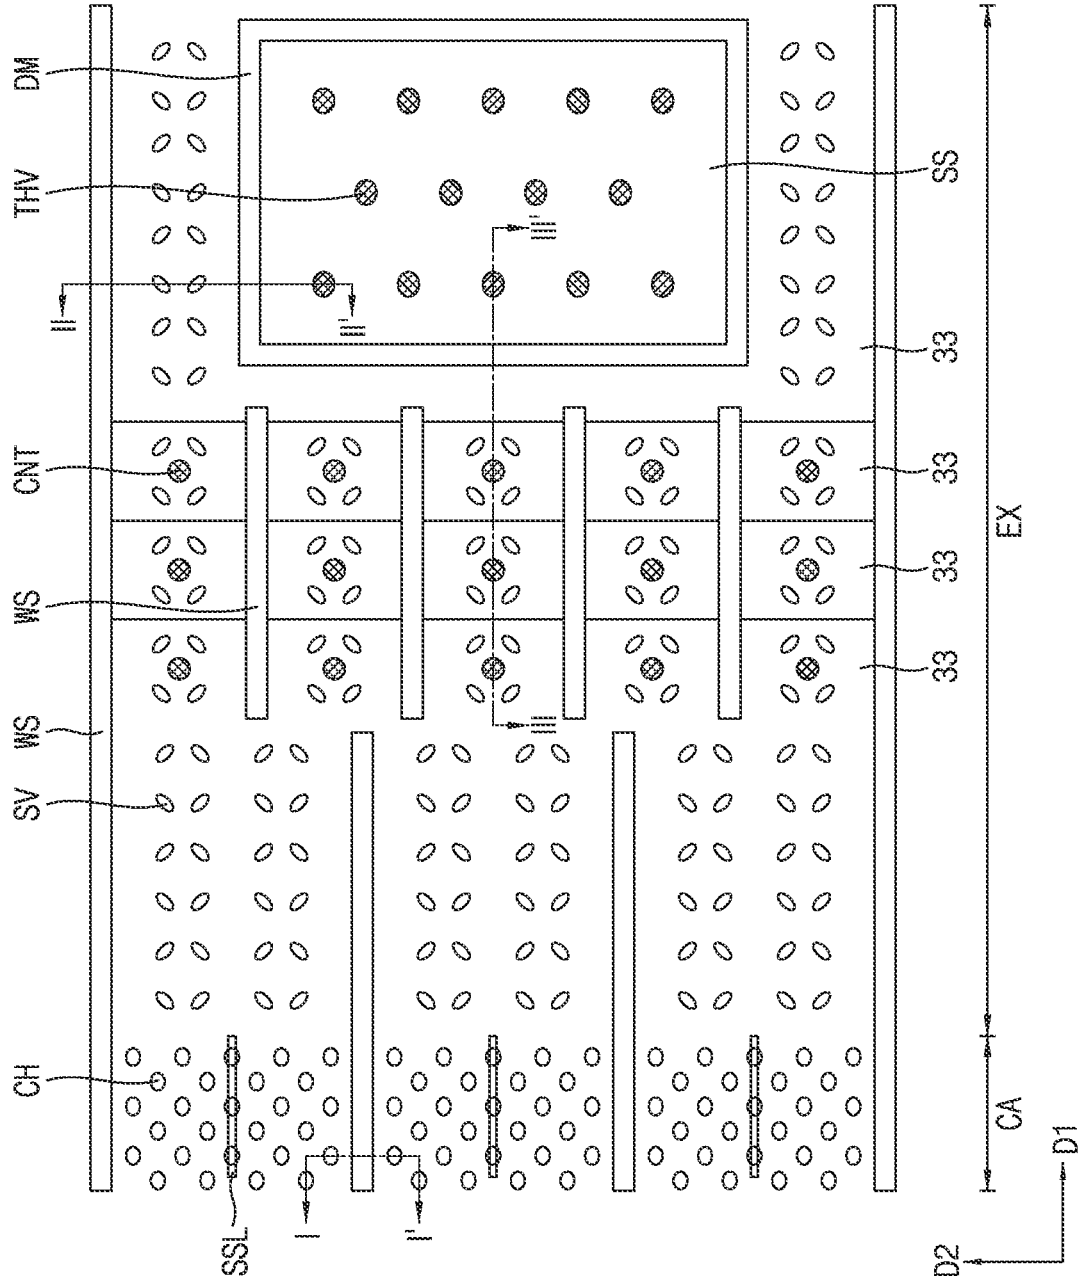 CH
SV
WS
WS
CNT
THV
DM
II
SSL
I
II'
I'
III
III'
33
33
33
SS
EX
33
CA
D2
D1